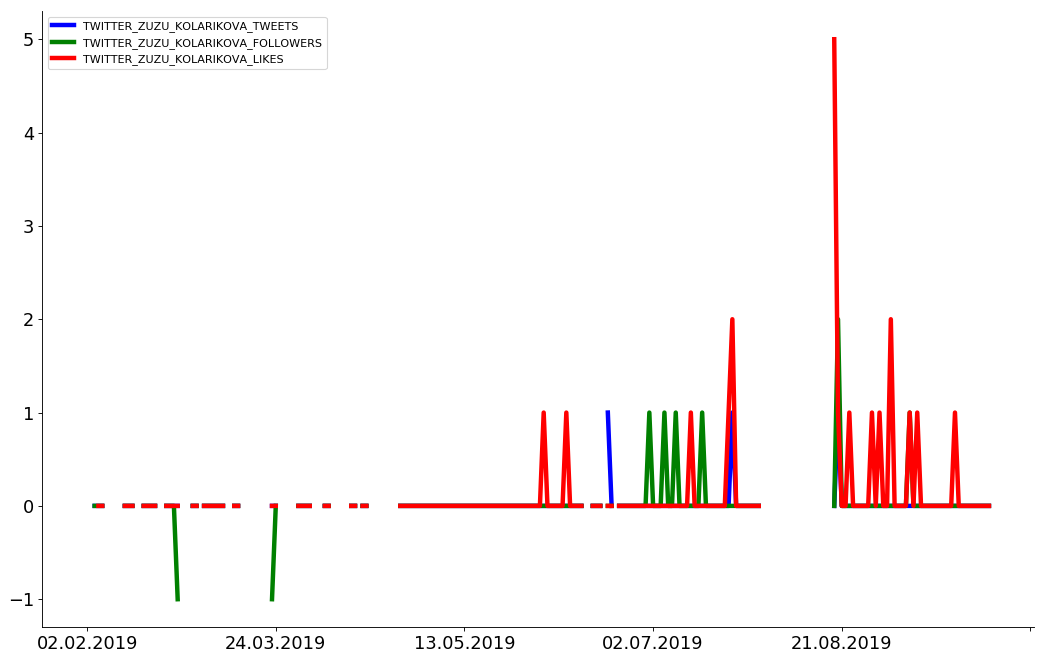 TWITTER_ZUZU_KOLARIKOVA_TWEETS
TWITTER_ZUZU_KOLARIKOVA_FOLLOWERS
TWITTER_ZUZU_KOLARIKOVA_LIKES
5
4
3
2
1
0
−1
02.02.2019 24.03.2019 13.05.2019 02.07.2019 21.08.2019